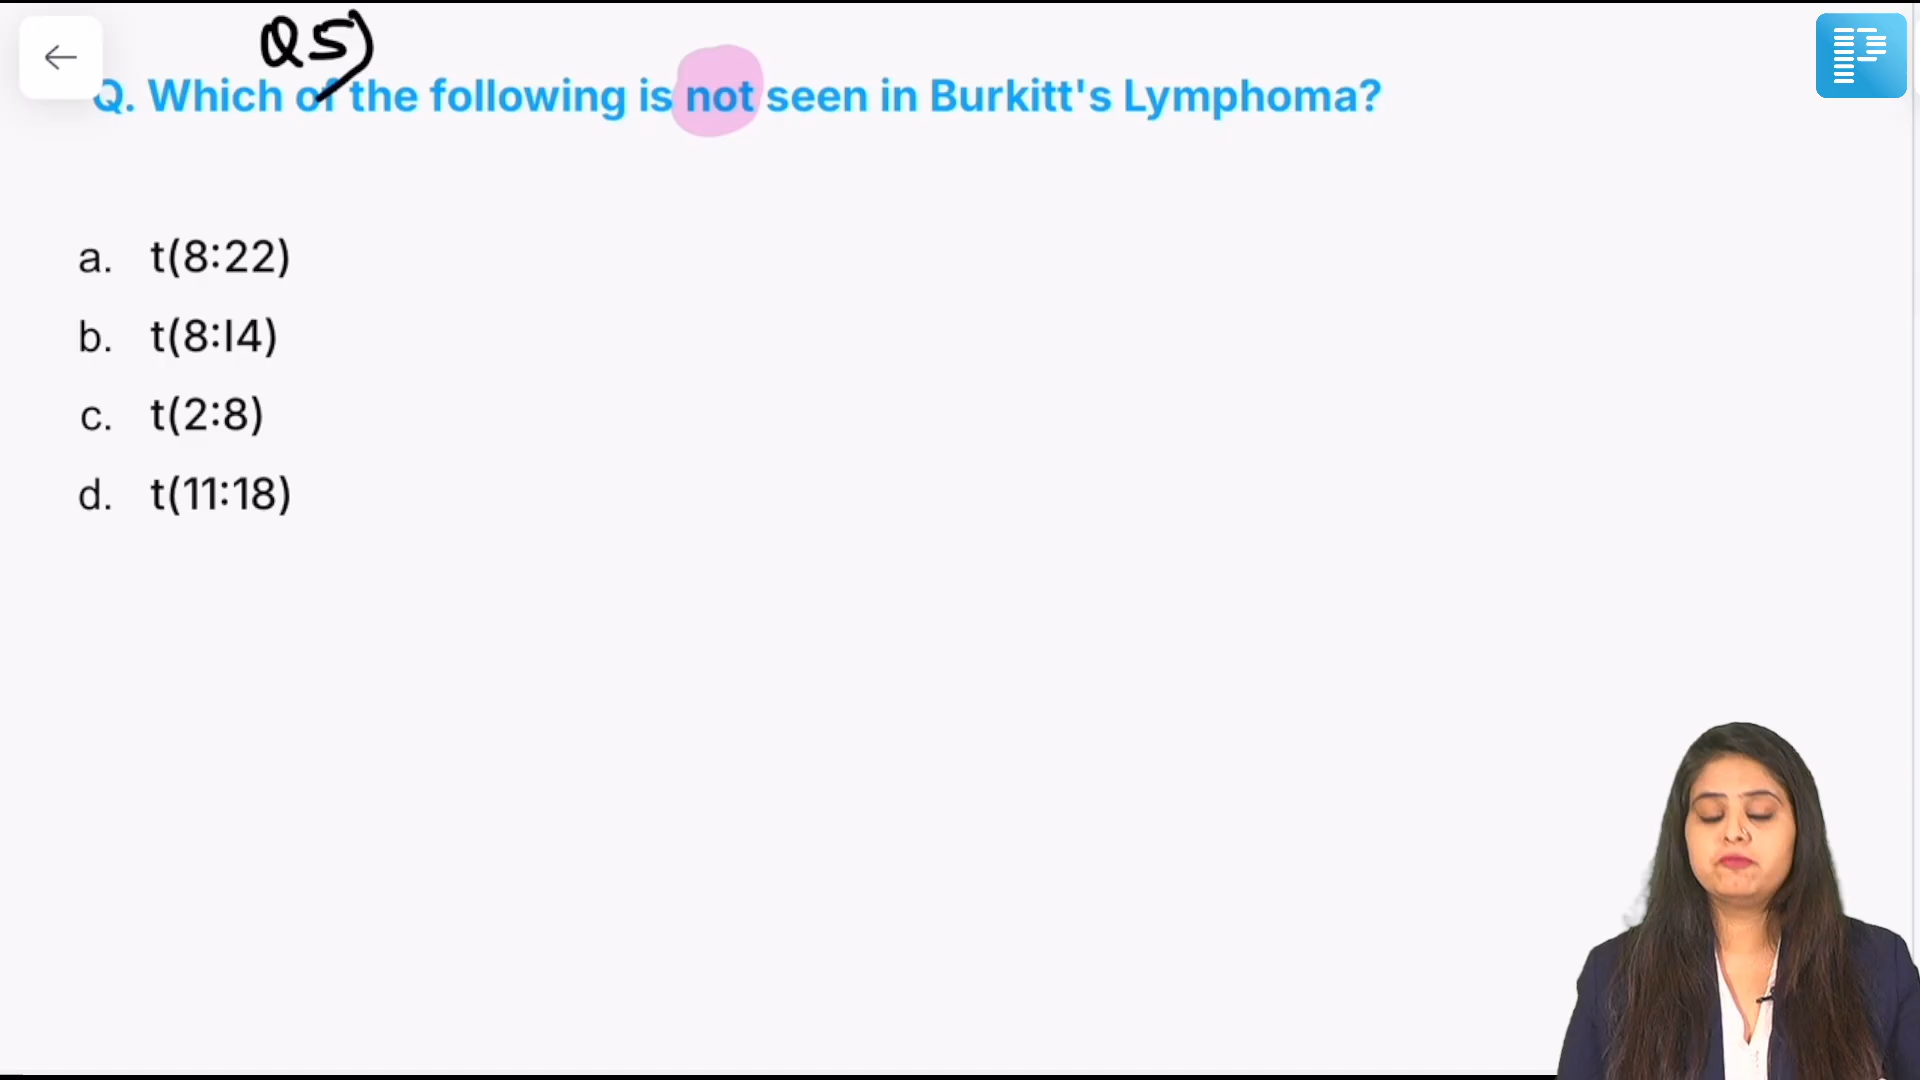 Q5)
Q. Which of the following is not seen in Burkitt's Lymphoma?
a. t(8:22)
b. t(8:14)
c. t(2:8)
d. t(11:18)